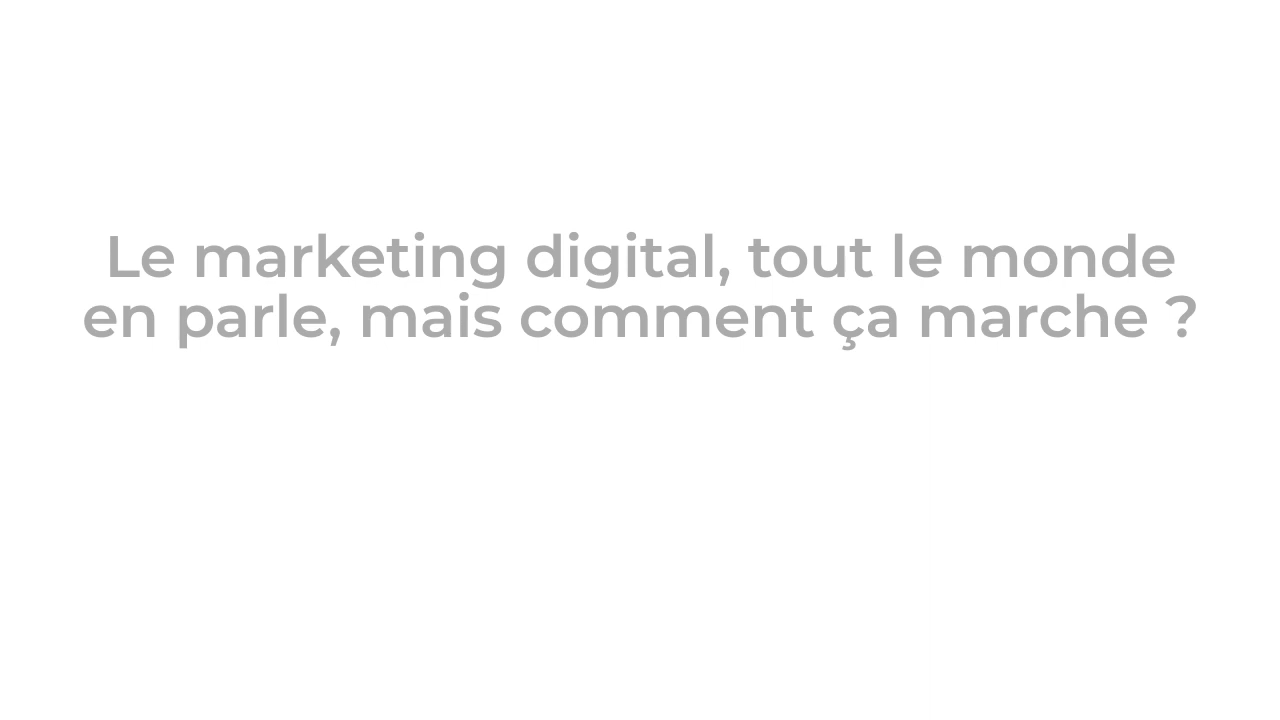 Le marketing digital, tout le monde
en parle, mais comment ça marche ?